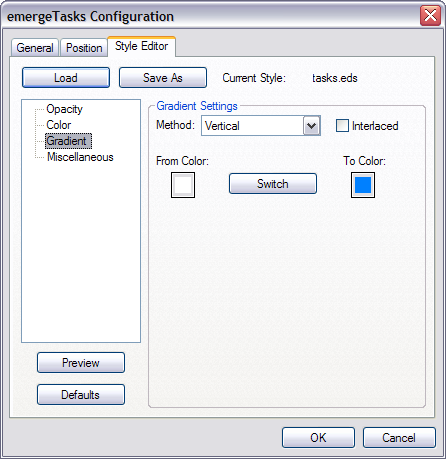 emergeTasks Configuration
General Position Style Editor
Load Save As Current Style: tasks.eds
Opacity
Color
Gradient
Miscellaneous
Gradient Settings
Method: Vertical Interlaced
From Color: To Color:
Switch
Preview
Defaults
OK Cancel